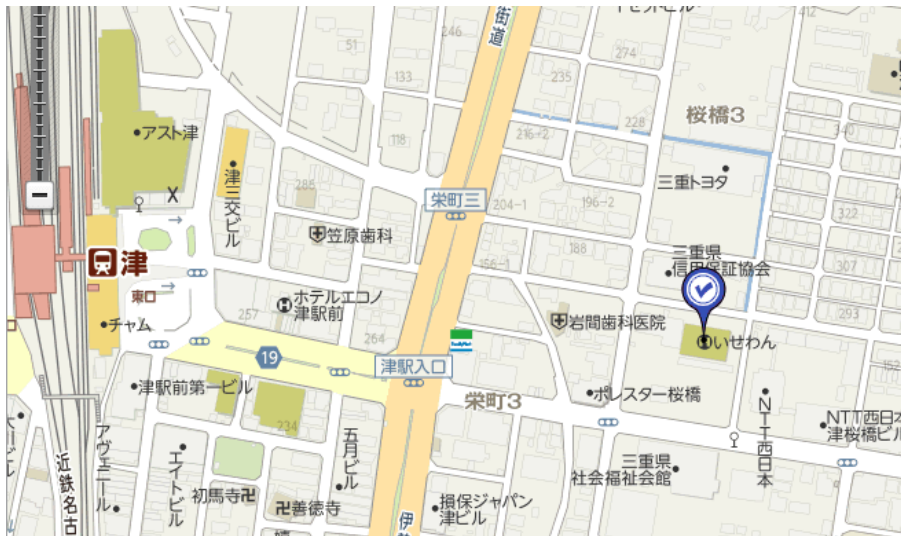 街道
246
51
133
118
235
274
412
桜橋3
216-2
228
340
アスト津
津三交ビル
286
栄町三
204-1
196-2
三重トヨタ
322
笠原歯科
156-1
188
三重県
信用保証協会
307
津
東口
チャム
257
ホテルエコノ
津駅前
264
岩間歯科医院
いせわん
293
152
19
津駅入口
津駅前第一ビル
栄町3
ポレスター桜橋
234
五月ビル
NTT西日本
NTT西日本
津桜橋ビル
アヴェニール
エイトビル
初馬寺
善徳寺
三重県
社会福祉会館
損保ジャパン
津ビル
近鉄名古
伊